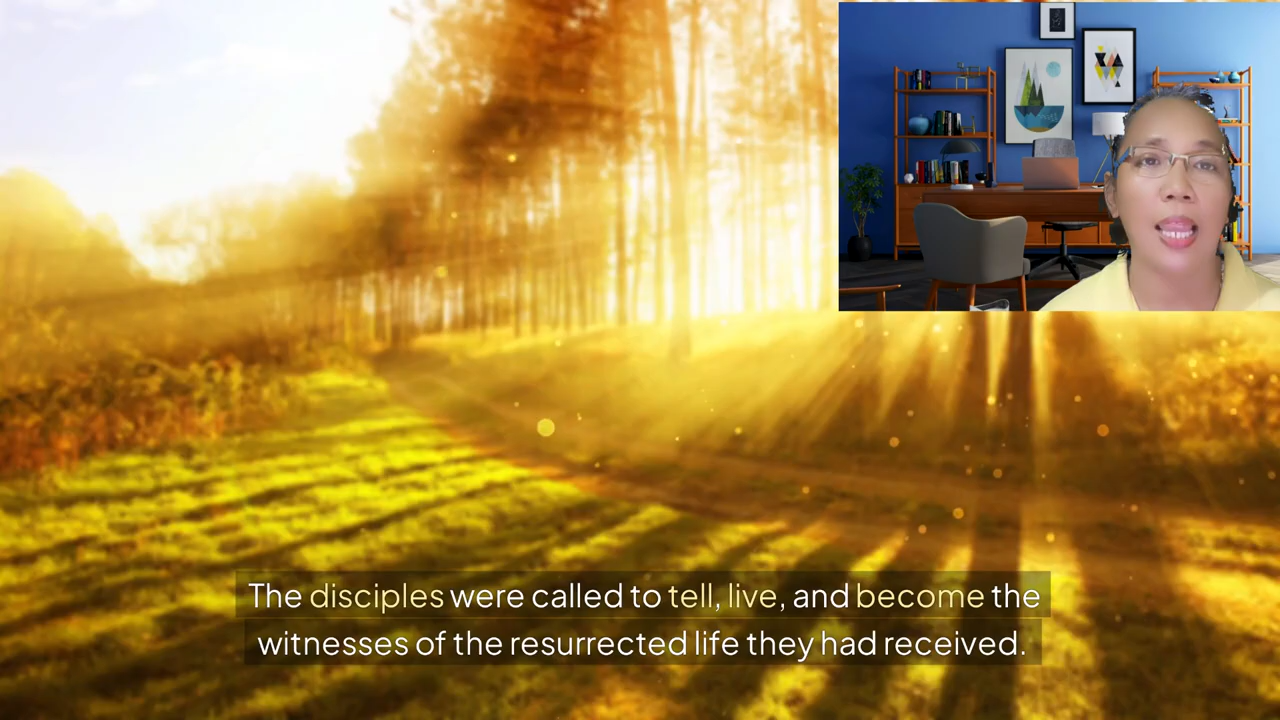 The disciples were called to tell, live, and become the
witnesses of the resurrected life they had received.